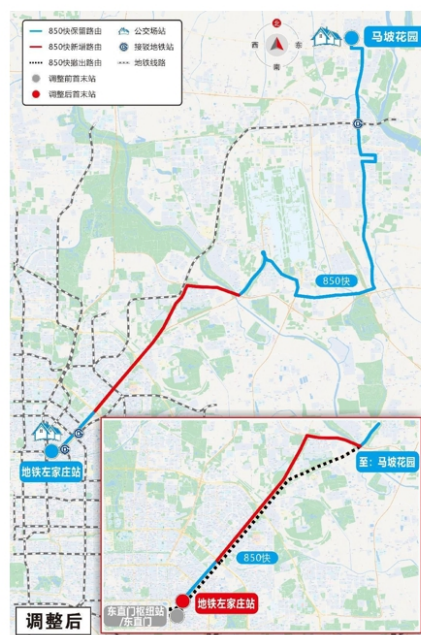 850快保留路由
850快新增路由
850快撤出路由
调整前首末站
调整后首末站
公交场站
接驳地铁站
地铁线路
北
西
东
南
马坡花园
850快
地铁左家庄站
至：马坡花园
850快
地铁左家庄站
东直门枢纽站
/东直门
调整后